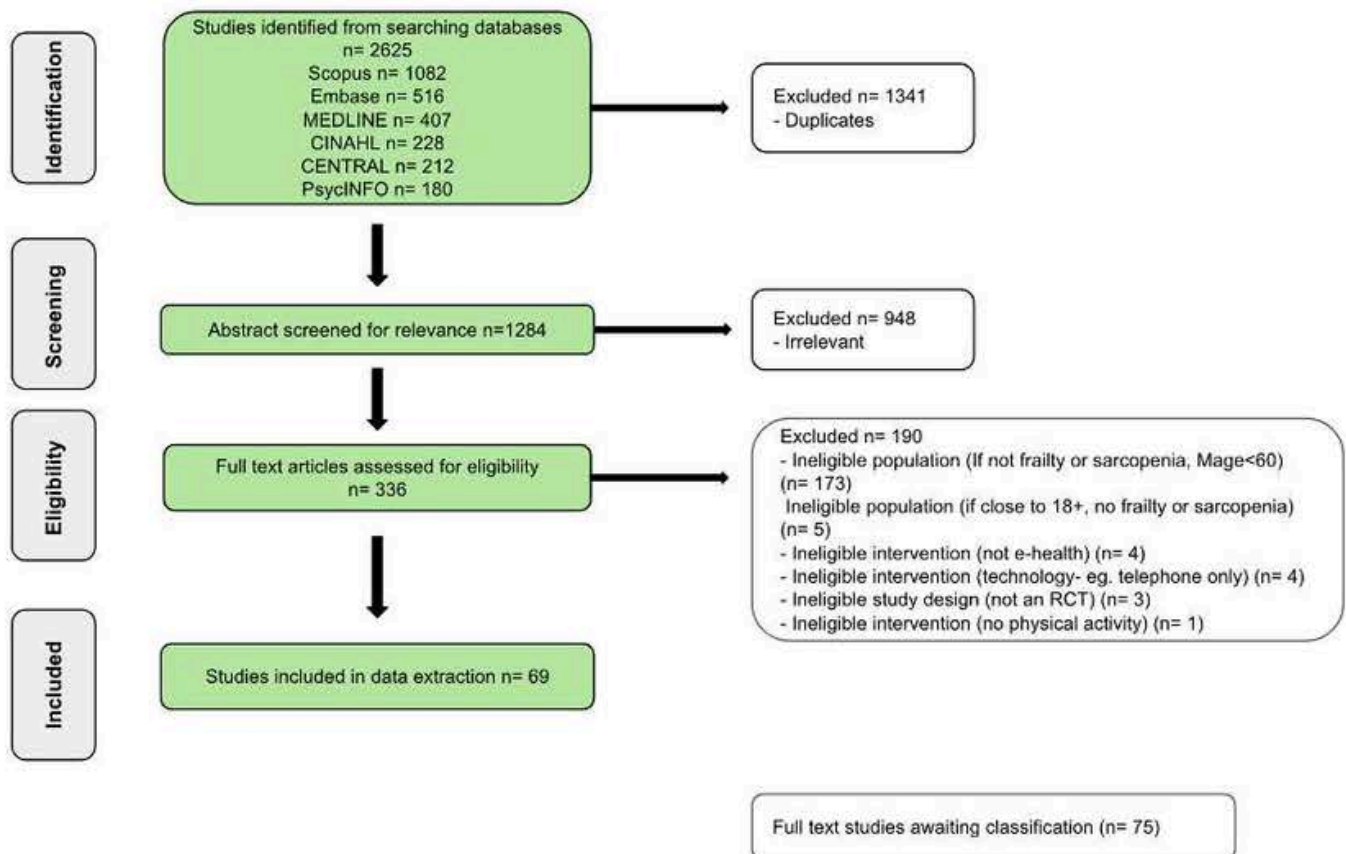 Identification
Studies identified from searching databases
n= 2625
Scopus n= 1082
Embase n= 516
MEDLINE n= 407
CINAHL n= 228
CENTRAL n= 212
PsycINFO n= 180
Excluded n= 1341
- Duplicates
Screening
Abstract screened for relevance n=1284
Excluded n= 948
- Irrelevant
Eligibility
Full text articles assessed for eligibility
n= 336
Excluded n= 190
- Ineligible population (If not frailty or sarcopenia, Mage<60)
(n= 173)
Ineligible population (if close to 18+, no frailty or sarcopenia)
(n= 5)
- Ineligible intervention (not e-health) (n= 4)
- Ineligible intervention (technology- eg. telephone only) (n= 4)
- Ineligible study design (not an RCT) (n= 3)
- Ineligible intervention (no physical activity) (n= 1)
Included
Studies included in data extraction n= 69
Full text studies awaiting classification (n= 75)